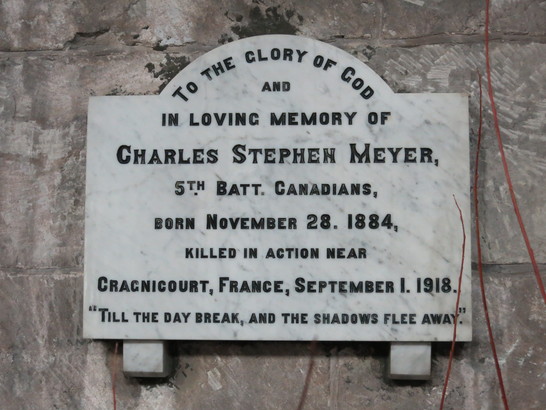 To the glory of God
and
in loving memory of
Charles Stephen Meyer,
5th Batt. Canadians,
born November 28. 1884,
killed in action near
Cragnicourt, France, September 1. 1918.
"Till the day break, and the shadows flee away."